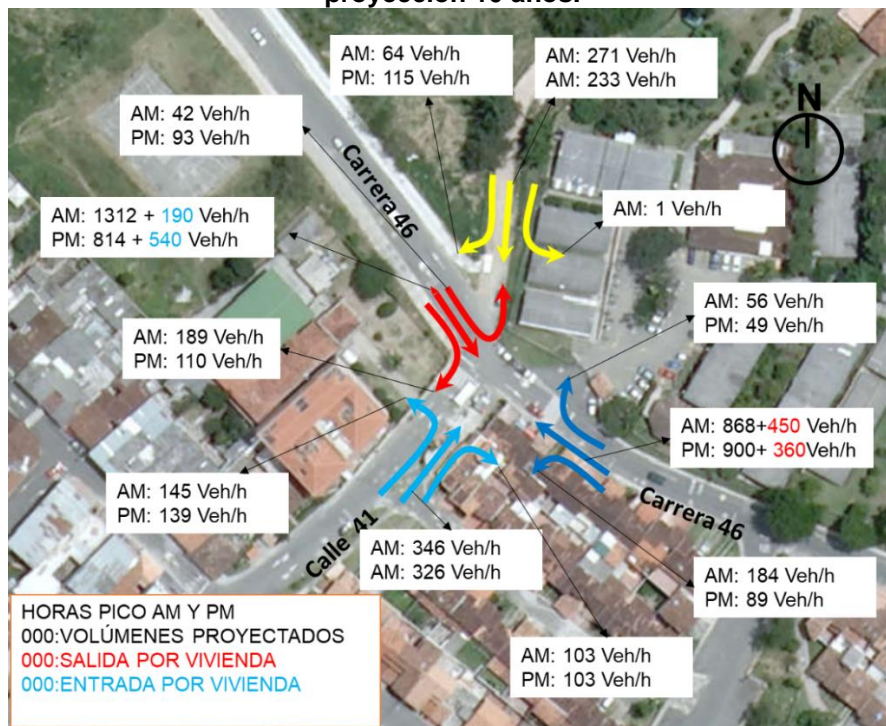 proyección 10 años.
AM: 64 Veh/h
PM: 115 Veh/h
AM: 271 Veh/h
AM: 233 Veh/h
N
AM: 42 Veh/h
PM: 93 Veh/h
Carrera 46
AM: 1312 + 190 Veh/h
PM: 814 + 540 Veh/h
AM: 1 Veh/h
AM: 56 Veh/h
PM: 49 Veh/h
AM: 189 Veh/h
PM: 110 Veh/h
AM: 868+450 Veh/h
PM: 900+ 360Veh/h
AM: 145 Veh/h
PM: 139 Veh/h
Carrera 46
Calle 41
AM: 346 Veh/h
AM: 326 Veh/h
AM: 184 Veh/h
PM: 89 Veh/h
HORAS PICO AM Y PM
000:VOLÚMENES PROYECTADOS
000:SALIDA POR VIVIENDA
000:ENTRADA POR VIVIENDA
AM: 103 Veh/h
PM: 103 Veh/h